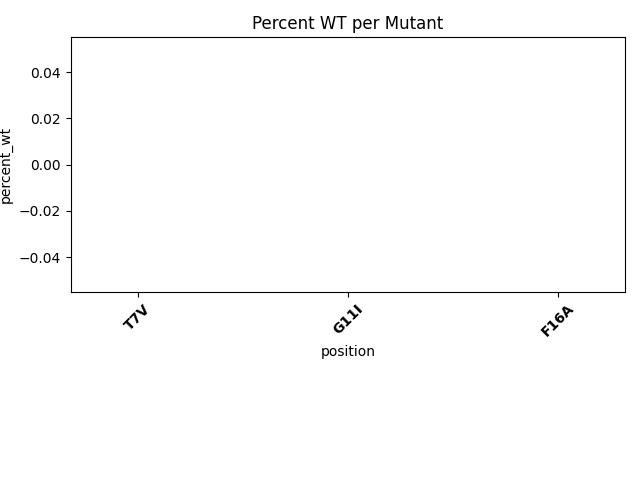 Percent WT per Mutant
percent_wt
0.04
0.02
0.00
−0.02
−0.04
T7V
G11I
F16A
position